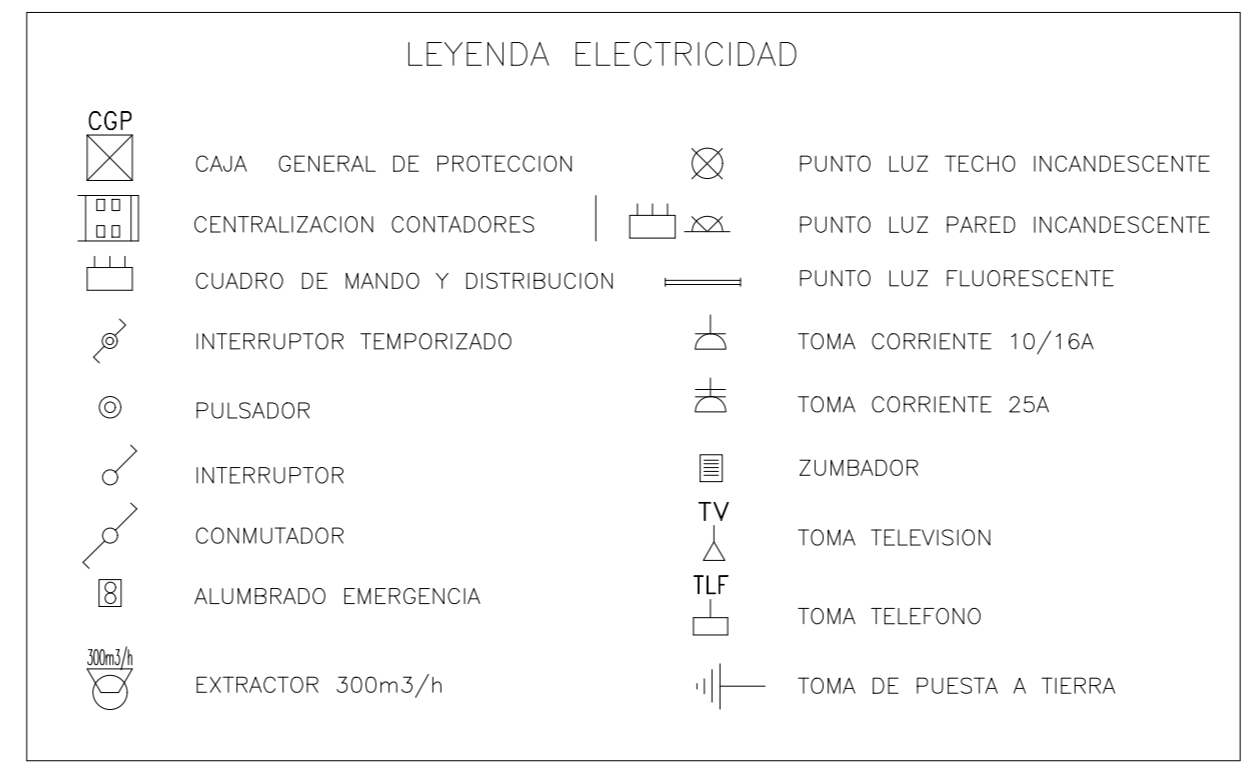 LEYENDA ELECTRICIDAD
CGP
CAJA GENERAL DE PROTECCION
CENTRALIZACION CONTADORES
CUADRO DE MANDO Y DISTRIBUCION
INTERRUPTOR TEMPORIZADO
PULSADOR
INTERRUPTOR
CONMUTADOR
ALUMBRADO EMERGENCIA
300m3/h
EXTRACTOR 300m3/h
PUNTO LUZ TECHO INCANDESCENTE
PUNTO LUZ PARED INCANDESCENTE
PUNTO LUZ FLUORESCENTE
TOMA CORRIENTE 10/16A
TOMA CORRIENTE 25A
ZUMBADOR
TV
TOMA TELEVISION
TLF
TOMA TELEFONO
TOMA DE PUESTA A TIERRA